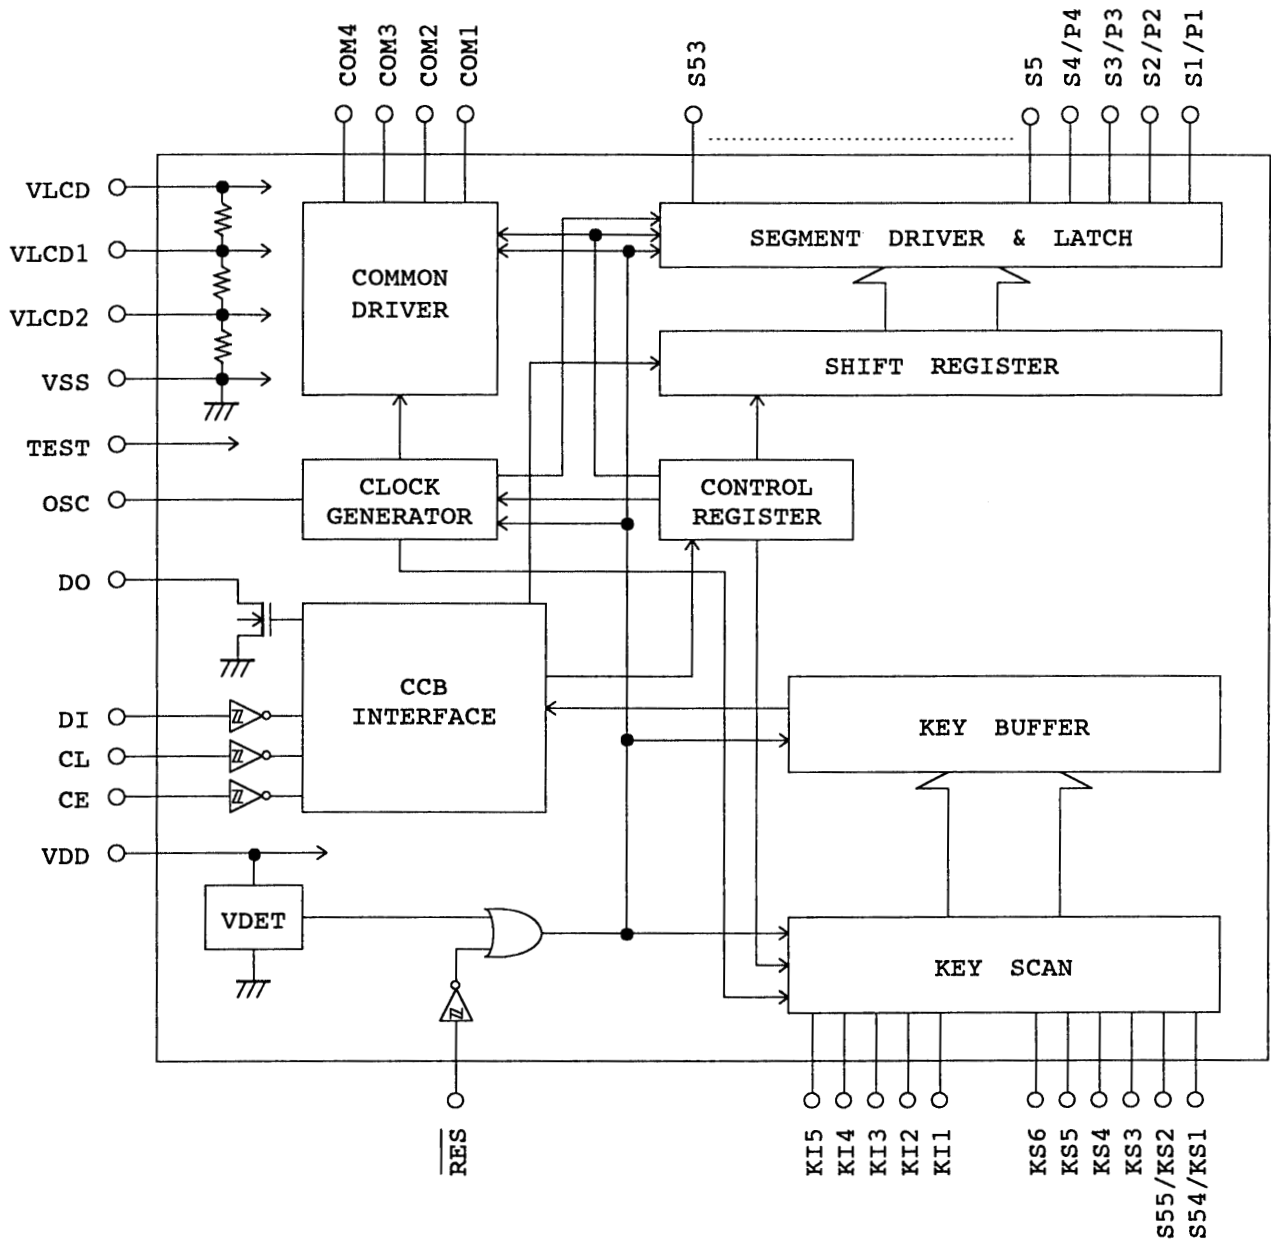 COM4
COM3
COM2
COM1
S53
S5
S4/P4
S3/P3
S2/P2
S1/P1
VLCD
VLCD1
VLCD2
VSS
TEST
OSC
DO
DI
CL
CE
VDD
COMMON
DRIVER
SEGMENT DRIVER & LATCH
SHIFT REGISTER
CLOCK
GENERATOR
CONTROL
REGISTER
CCB
INTERFACE
KEY BUFFER
VDET
KEY SCAN
RES
KI5
KI4
KI3
KI2
KI1
KS6
KS5
KS4
KS3
S55/KS2
S54/KS1